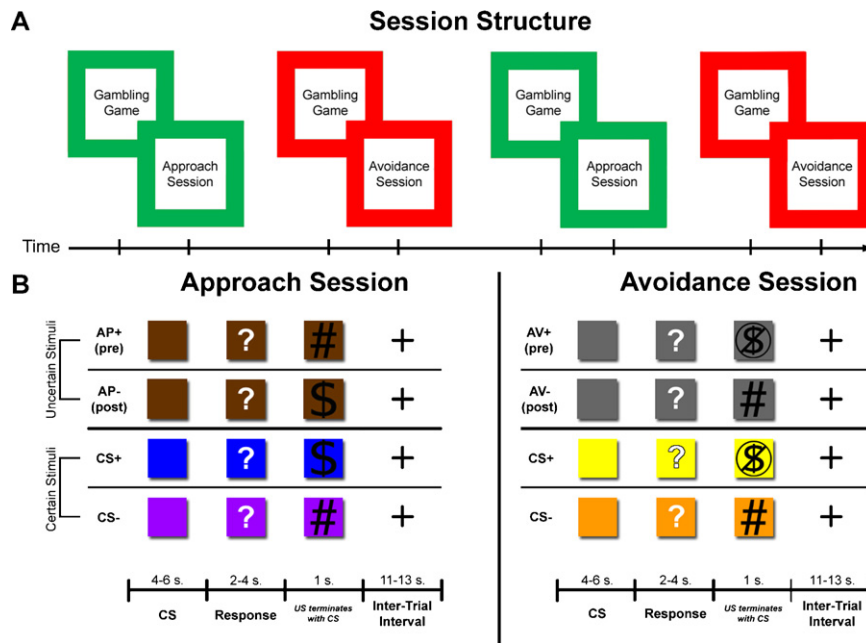 A
Session Structure
Gambling
Game
Approach
Session
Gambling
Game
Avoidance
Session
Gambling
Game
Approach
Session
Gambling
Game
Avoidance
Session
Time
B
Approach Session
Uncertain Stimuli
AP+
(pre)
? # +
AP-
(post)
? $ +
Certain Stimuli
CS+
? $ +
CS-
? # +
4-6 s. 2-4 s. 1 s. 11-13 s.
CS Response US terminates with CS Inter-Trial Interval
Avoidance Session
AV+
(pre)
? $ +
AV-
(post)
? # +
CS+
? $ +
CS-
? # +
4-6 s. 2-4 s. 1 s. 11-13 s.
CS Response US terminates with CS Inter-Trial Interval